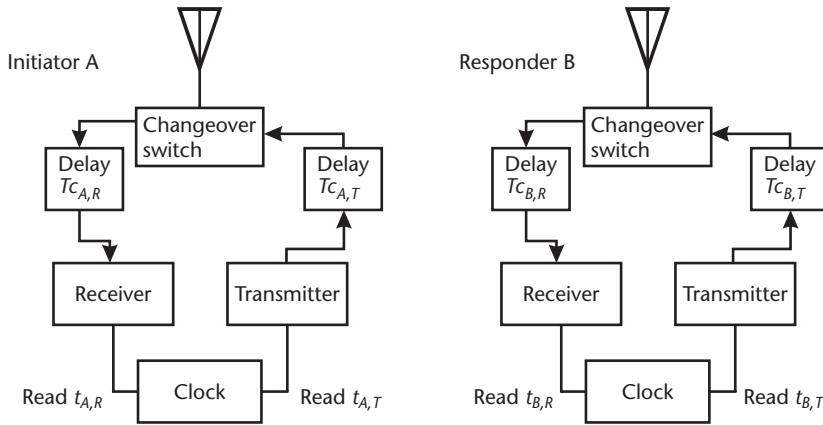 Initiator A
Changeover
switch
Delay
Tc_{A,R}
Delay
Tc_{A,T}
Receiver
Transmitter
Read t_{A,R}
Clock
Read t_{A,T}
Responder B
Changeover
switch
Delay
Tc_{B,R}
Delay
Tc_{B,T}
Receiver
Transmitter
Read t_{B,R}
Clock
Read t_{B,T}